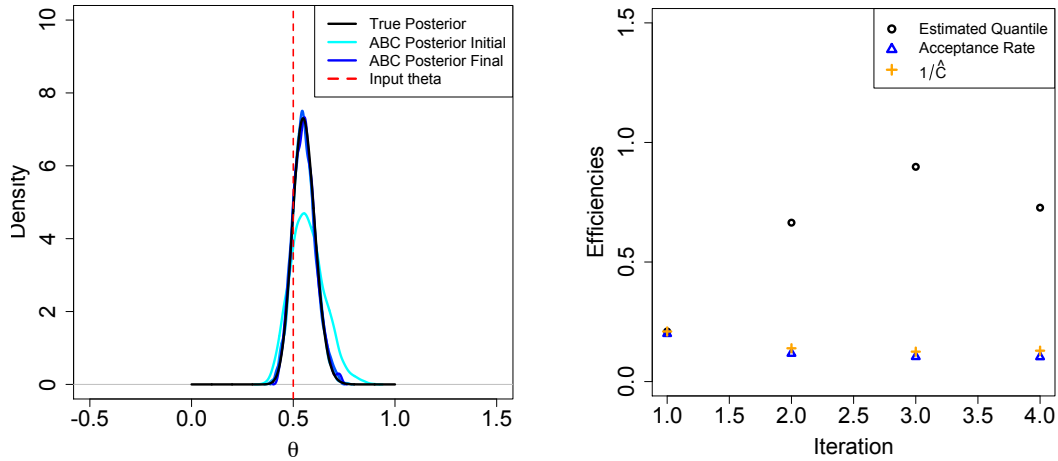 True Posterior
ABC Posterior Initial
ABC Posterior Final
Input theta
10
8
6
4
2
0
Density
-0.5
0.0
0.5
1.0
1.5
θ
Estimated Quantile
Acceptance Rate
1/Ĉ
1.5
1.0
0.5
0.0
Efficiencies
1.0
1.5
2.0
2.5
3.0
3.5
4.0
Iteration